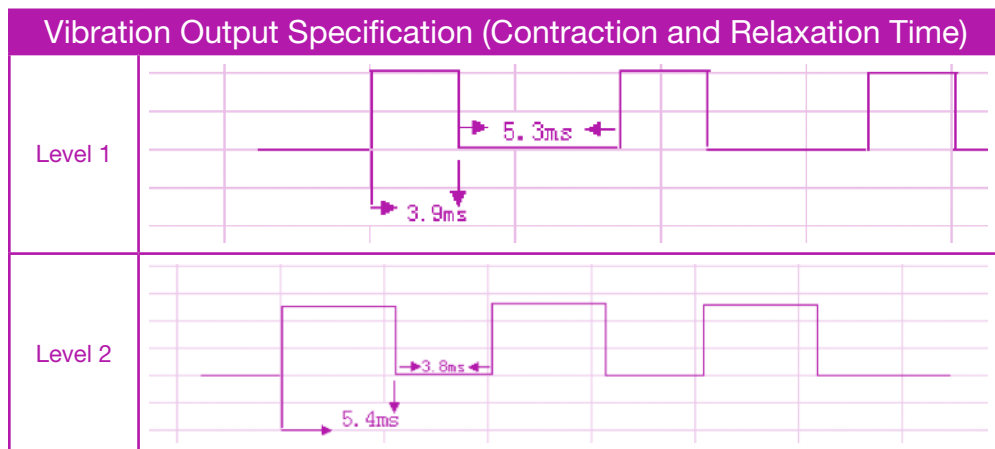 Vibration Output Specification (Contraction and Relaxation Time)
Level 1
5.3ms
3.9ms
Level 2
3.8ms
5.4ms